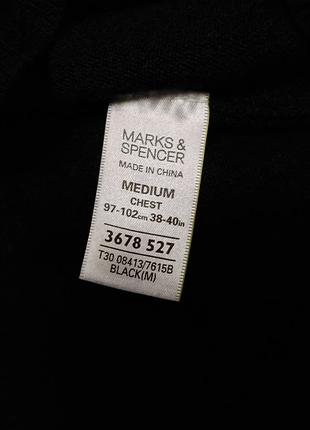 MARKS &
SPENCER
MADE IN CHINA
MEDIUM
CHEST
97-102cm 38-40in
3678 527
T30 08413/7615B
BLACK(M)